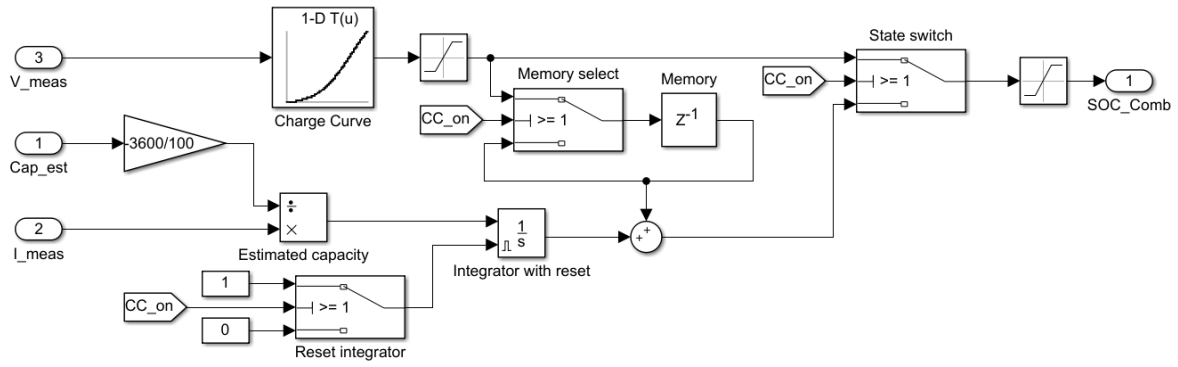 1-D T(u)
State switch
3
V_meas
Memory select
Memory
CC_on
>= 1
1
SOC_Comb
Charge Curve
CC_on
>= 1
Z-1
1
Cap_est
-3600/100
2
I_meas
÷
×
Estimated capacity
1
s
Integrator with reset
+
+
1
CC_on
>= 1
0
Reset integrator